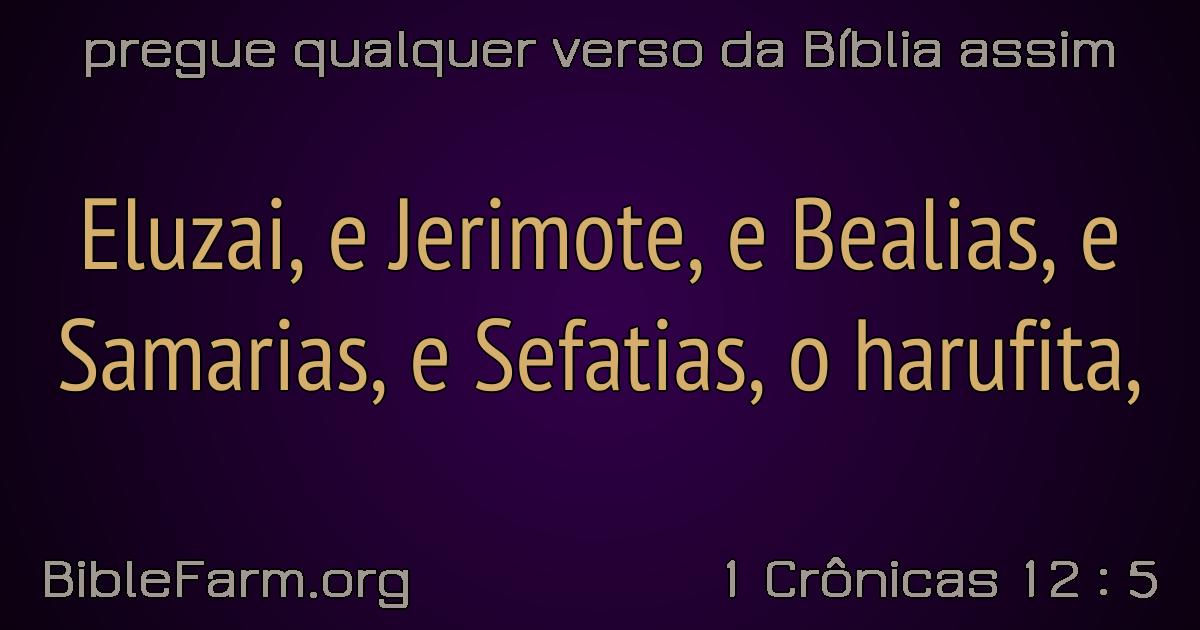 pregue qualquer verso da Bíblia assim
Eluzai, e Jerimote, e Bealias, e
Samarias, e Sefatias, o harufita,
BibleFarm.org
1 Crônicas 12 : 5